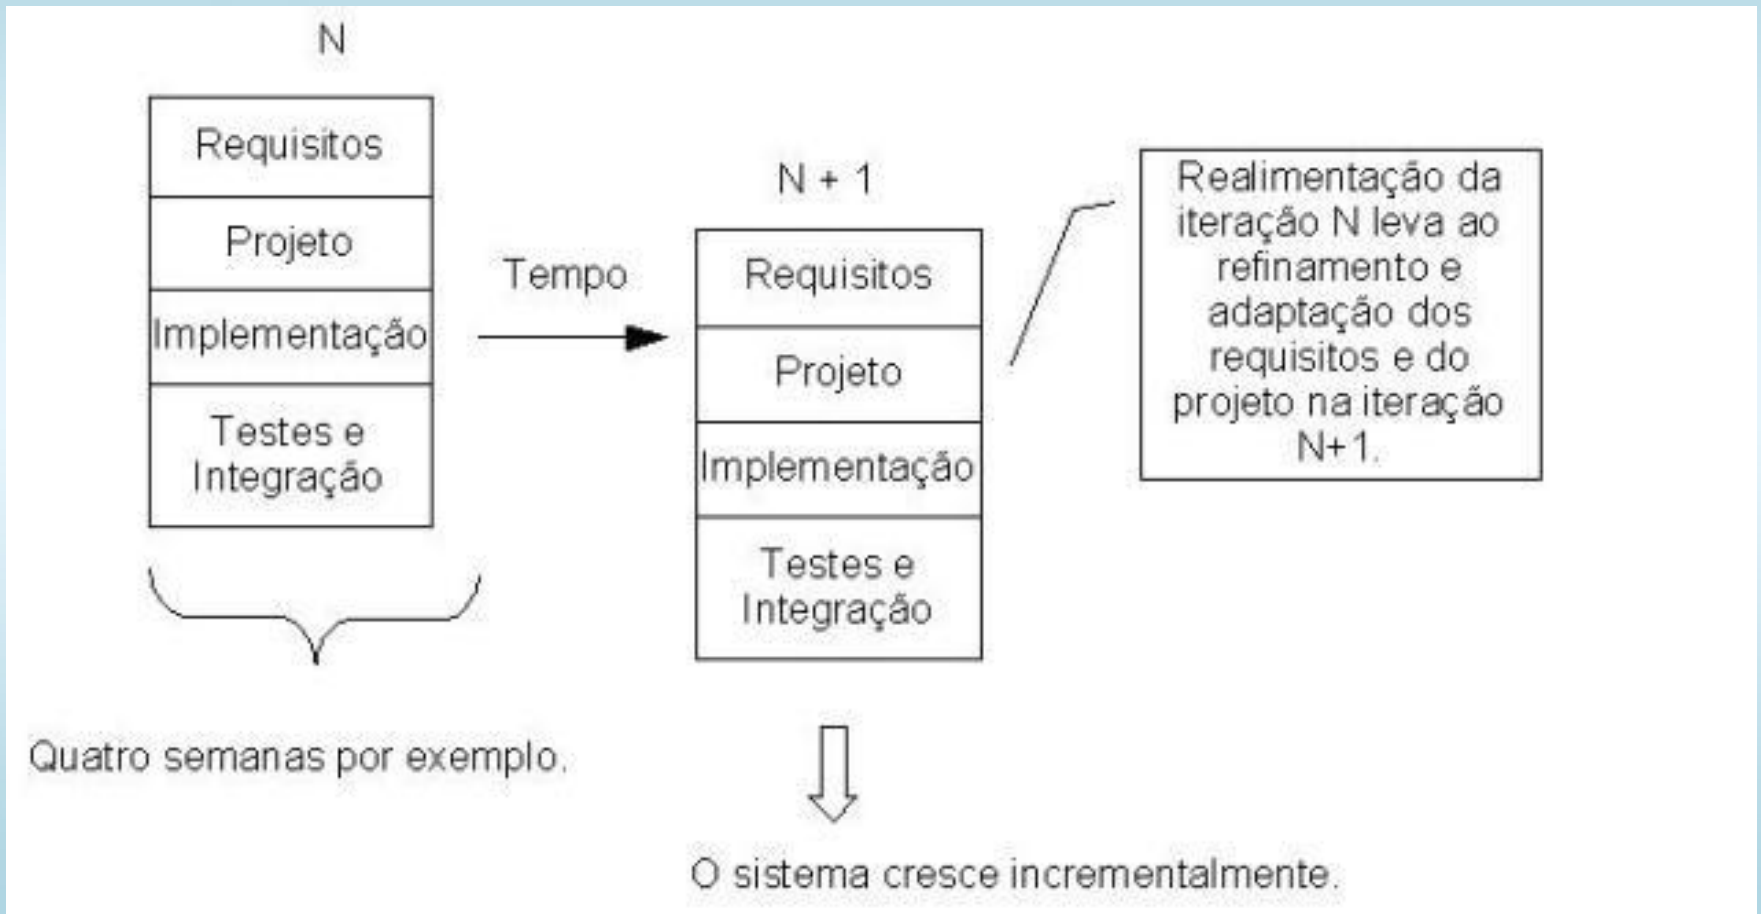 N
Requisitos
Projeto
Implementação
Testes e
Integração
Quatro semanas por exemplo.
Tempo
N + 1
Requisitos
Projeto
Implementação
Testes e
Integração
O sistema cresce incrementalmente.
Realimentação da
iteração N leva ao
refinamento e
adaptação dos
requisitos e do
projeto na iteração
N+1.